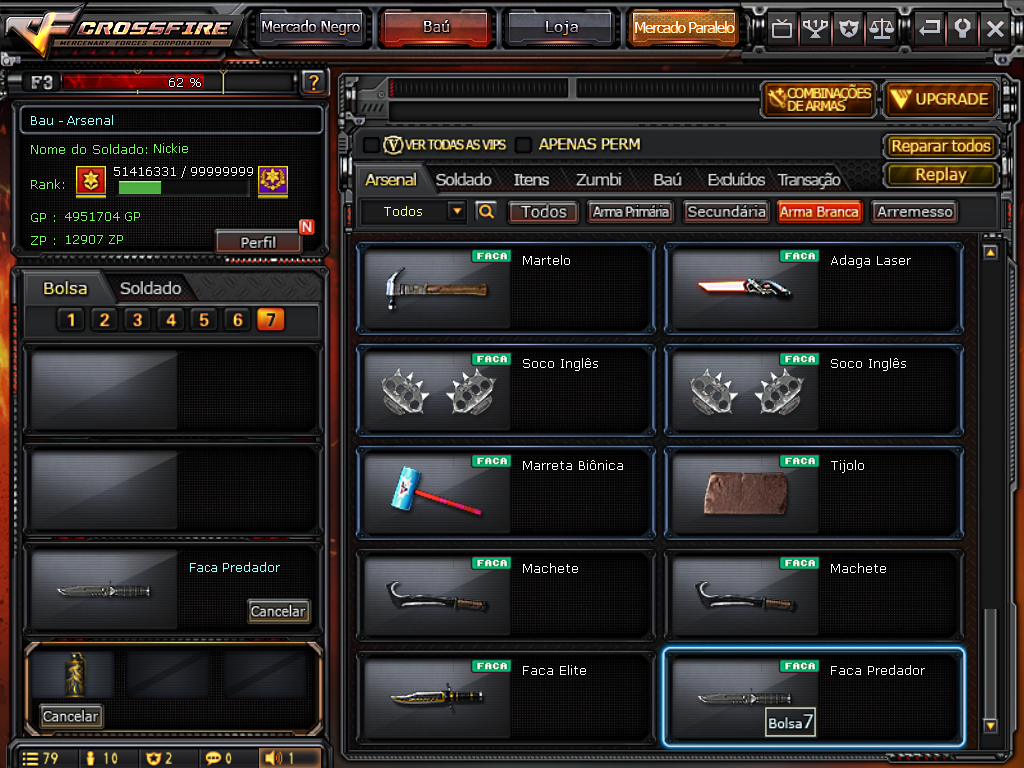 CROSSFIRE
MERCENARY FORCES CORPORATION
Mercado Negro
Baú
Loja
Mercado Paralelo
F3
62 %
?
Bau - Arsenal
Nome do Soldado: Nickie
Rank:
51416331 / 99999999
GP : 4951704 GP
ZP : 12907 ZP
N
Perfil
Bolsa
Soldado
1 2 3 4 5 6 7
Faca Predador
Cancelar
Cancelar
79
10
2
0
1
COMBINAÇÕES
DE ARMAS
UPGRADE
V VER TODAS AS VIPS
APENAS PERM
Reparar todos
Replay
Arsenal
Soldado
Itens
Zumbi
Baú
Excluídos
Transação
Todos
Todos
Arma Primária
Secundária
Arma Branca
Arremesso
FACA
Martelo
FACA
Adaga Laser
FACA
Soco Inglês
FACA
Soco Inglês
FACA
Marreta Biônica
FACA
Tijolo
FACA
Machete
FACA
Machete
FACA
Faca Elite
FACA
Faca Predador
Bolsa7